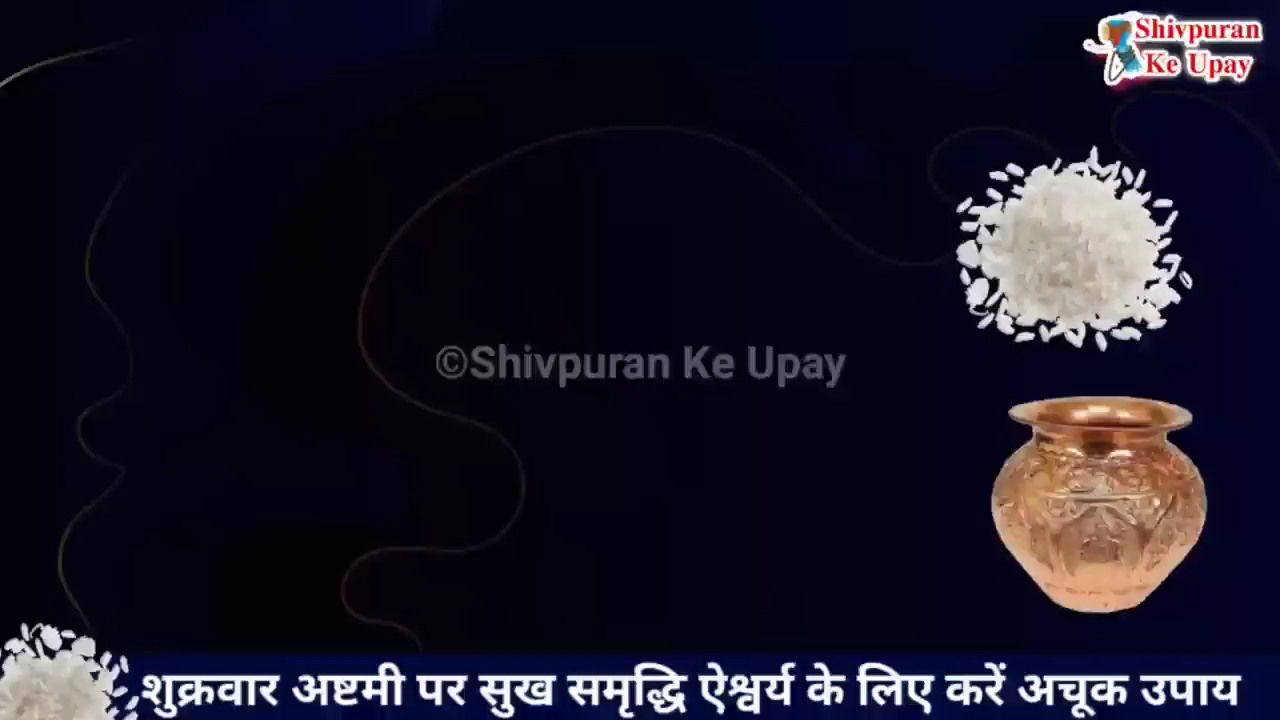 Shivpuran
Ke Upay
©Shivpuran Ke Upay
शुक्रवार अष्टमी पर सुख समृद्धि ऐश्वर्य के लिए करें अचूक उपाय